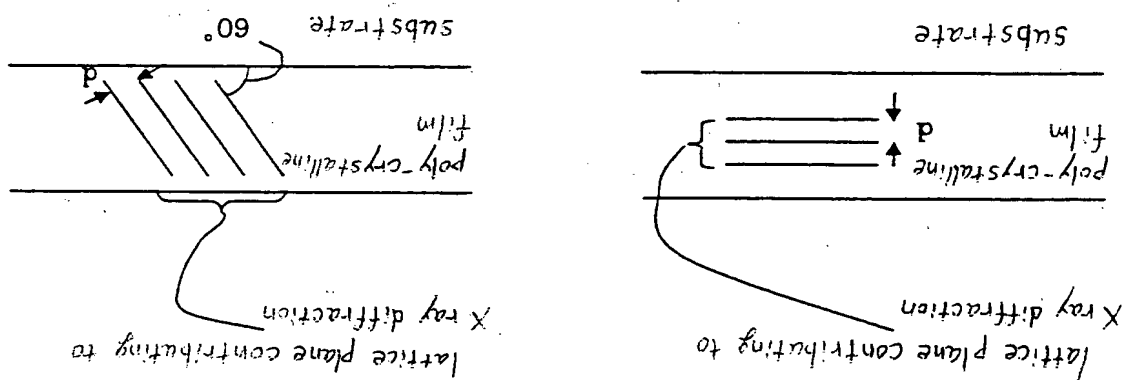 lattice plane contributing to
X ray diffraction
poly-crystalline
film
d
substrate
lattice plane contributing to
X ray diffraction
poly-crystalline
film
d
60°
substrate